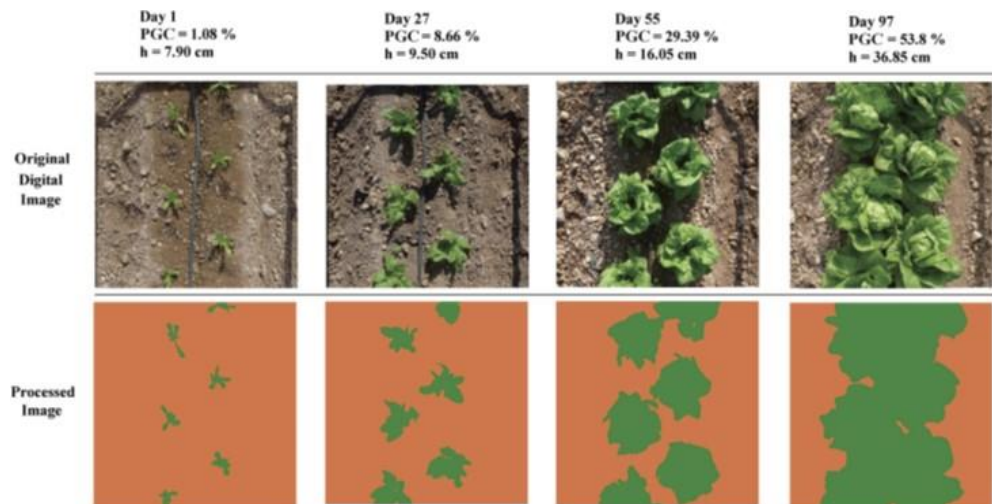 Day 1
PGC = 1.08 %
h = 7.90 cm
Day 27
PGC = 8.66 %
h = 9.50 cm
Day 55
PGC = 29.39 %
h = 16.05 cm
Day 97
PGC = 53.8 %
h = 36.85 cm
Original
Digital
Image
Processed
Image